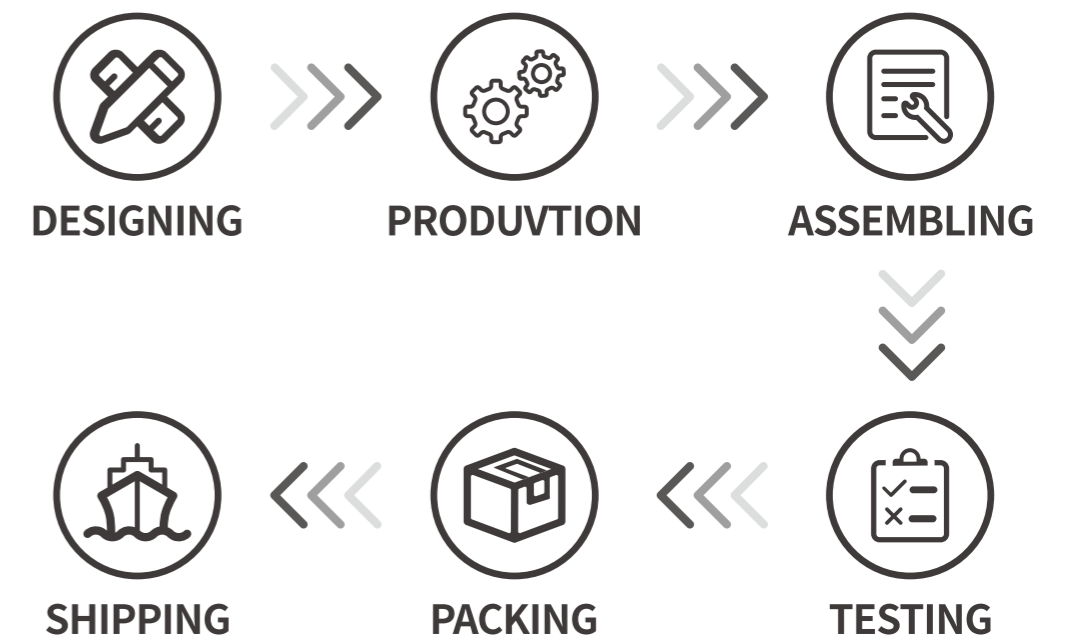 DESIGNING
PRODUVTION
ASSEMBLING
SHIPPING
PACKING
TESTING